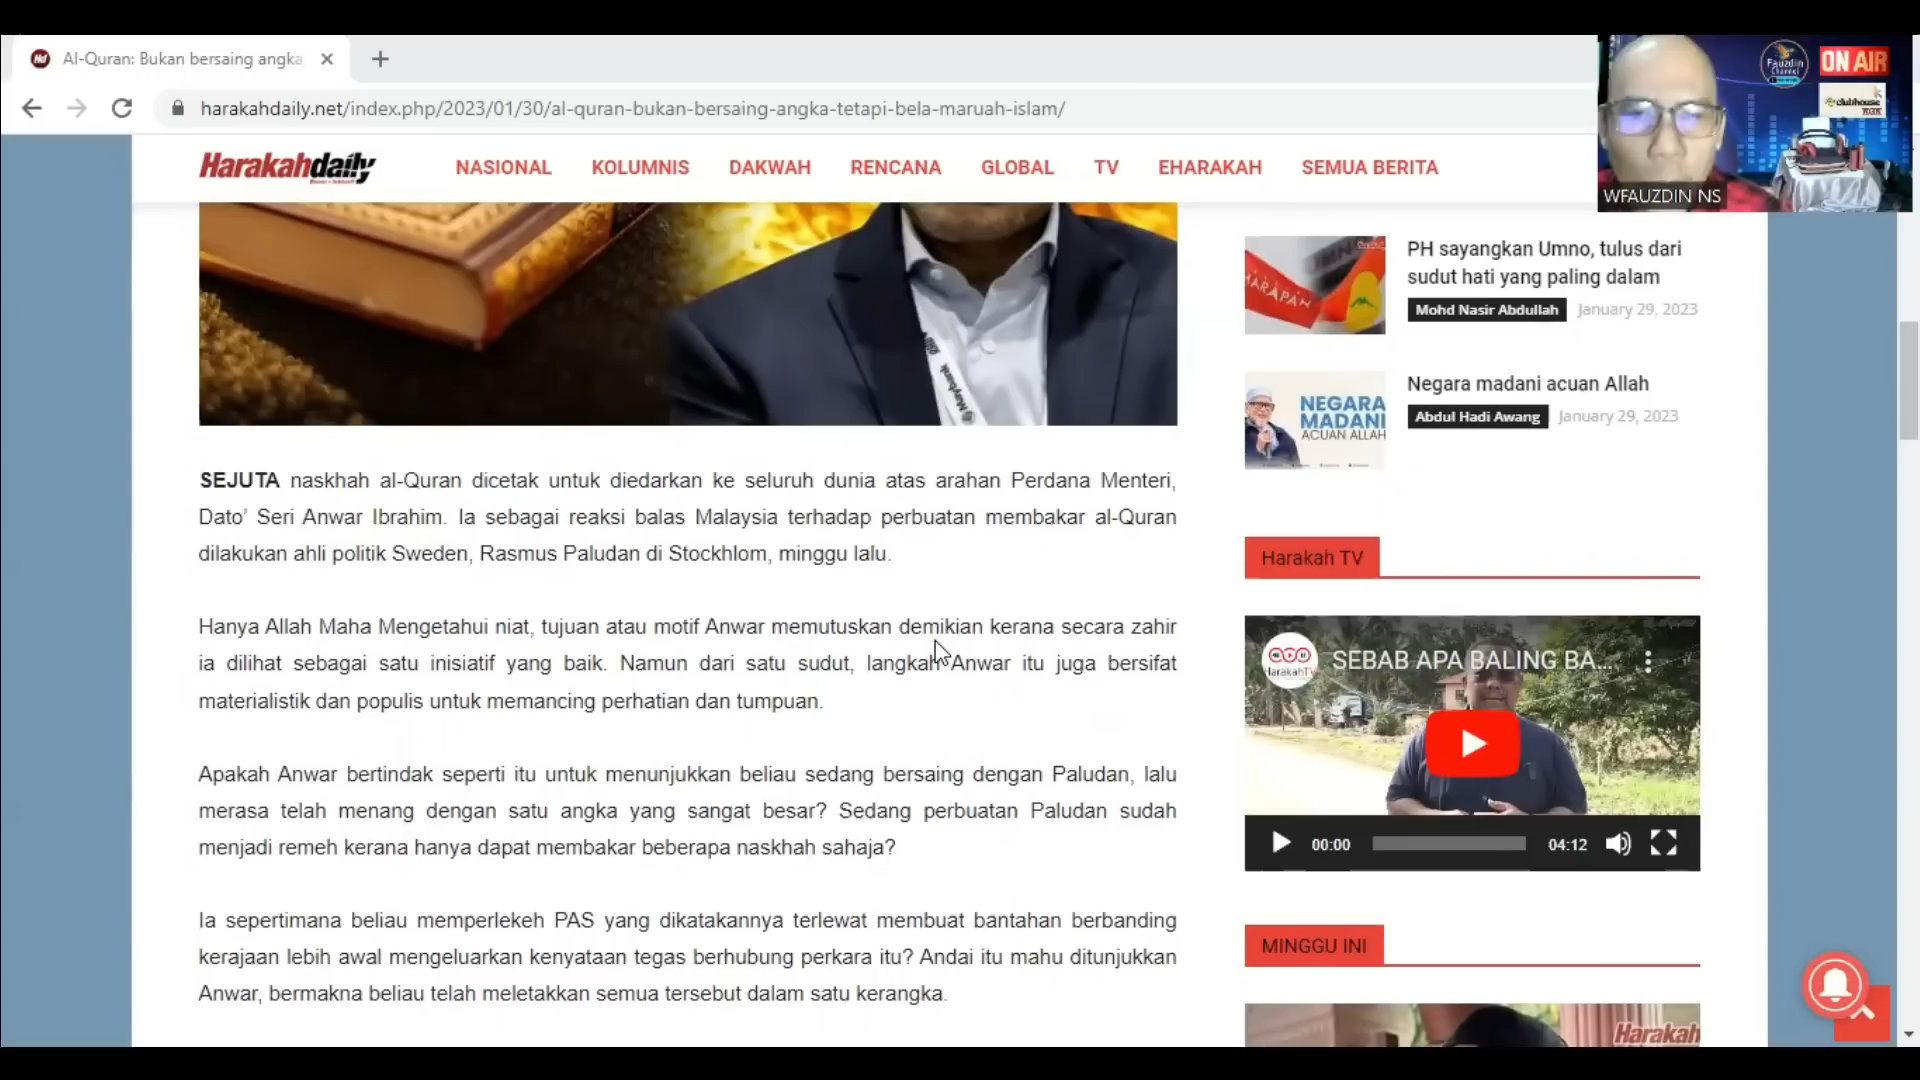 Al-Quran: Bukan bersaing angka
harakahdaily.net/index.php/2023/01/30/al-quran-bukan-bersaing-angka-tetapi-bela-maruah-islam/
Fauzdin Channel
ON AIR
clubhouse
WFAUZDIN NS
Harakahdaily
NASIONAL KOLUMNIS DAKWAH RENCANA GLOBAL TV EHARAKAH SEMUA BERITA
Maybank
HARAPAN
PH sayangkan Umno, tulus dari
sudut hati yang paling dalam
Mohd Nasir Abdullah January 29, 2023
NEGARA
MADANI
ACUAN ALLAH
Negara madani acuan Allah
Abdul Hadi Awang January 29, 2023
SEJUTA naskhah al-Quran dicetak untuk diedarkan ke seluruh dunia atas arahan Perdana Menteri,
Dato’ Seri Anwar Ibrahim. Ia sebagai reaksi balas Malaysia terhadap perbuatan membakar al-Quran
dilakukan ahli politik Sweden, Rasmus Paludan di Stockhlom, minggu lalu.
Hanya Allah Maha Mengetahui niat, tujuan atau motif Anwar memutuskan demikian kerana secara zahir
ia dilihat sebagai satu inisiatif yang baik. Namun dari satu sudut, langkah Anwar itu juga bersifat
materialistik dan populis untuk memancing perhatian dan tumpuan.
Apakah Anwar bertindak seperti itu untuk menunjukkan beliau sedang bersaing dengan Paludan, lalu
merasa telah menang dengan satu angka yang sangat besar? Sedang perbuatan Paludan sudah
menjadi remeh kerana hanya dapat membakar beberapa naskhah sahaja?
Ia sepertimana beliau memperlekeh PAS yang dikatakannya terlewat membuat bantahan berbanding
kerajaan lebih awal mengeluarkan kenyataan tegas berhubung perkara itu? Andai itu mahu ditunjukkan
Anwar, bermakna beliau telah meletakkan semua tersebut dalam satu kerangka.
Harakah TV
HarakahTV
SEBAB APA BALING BA...
00:00 04:12
MINGGU INI
Harakah